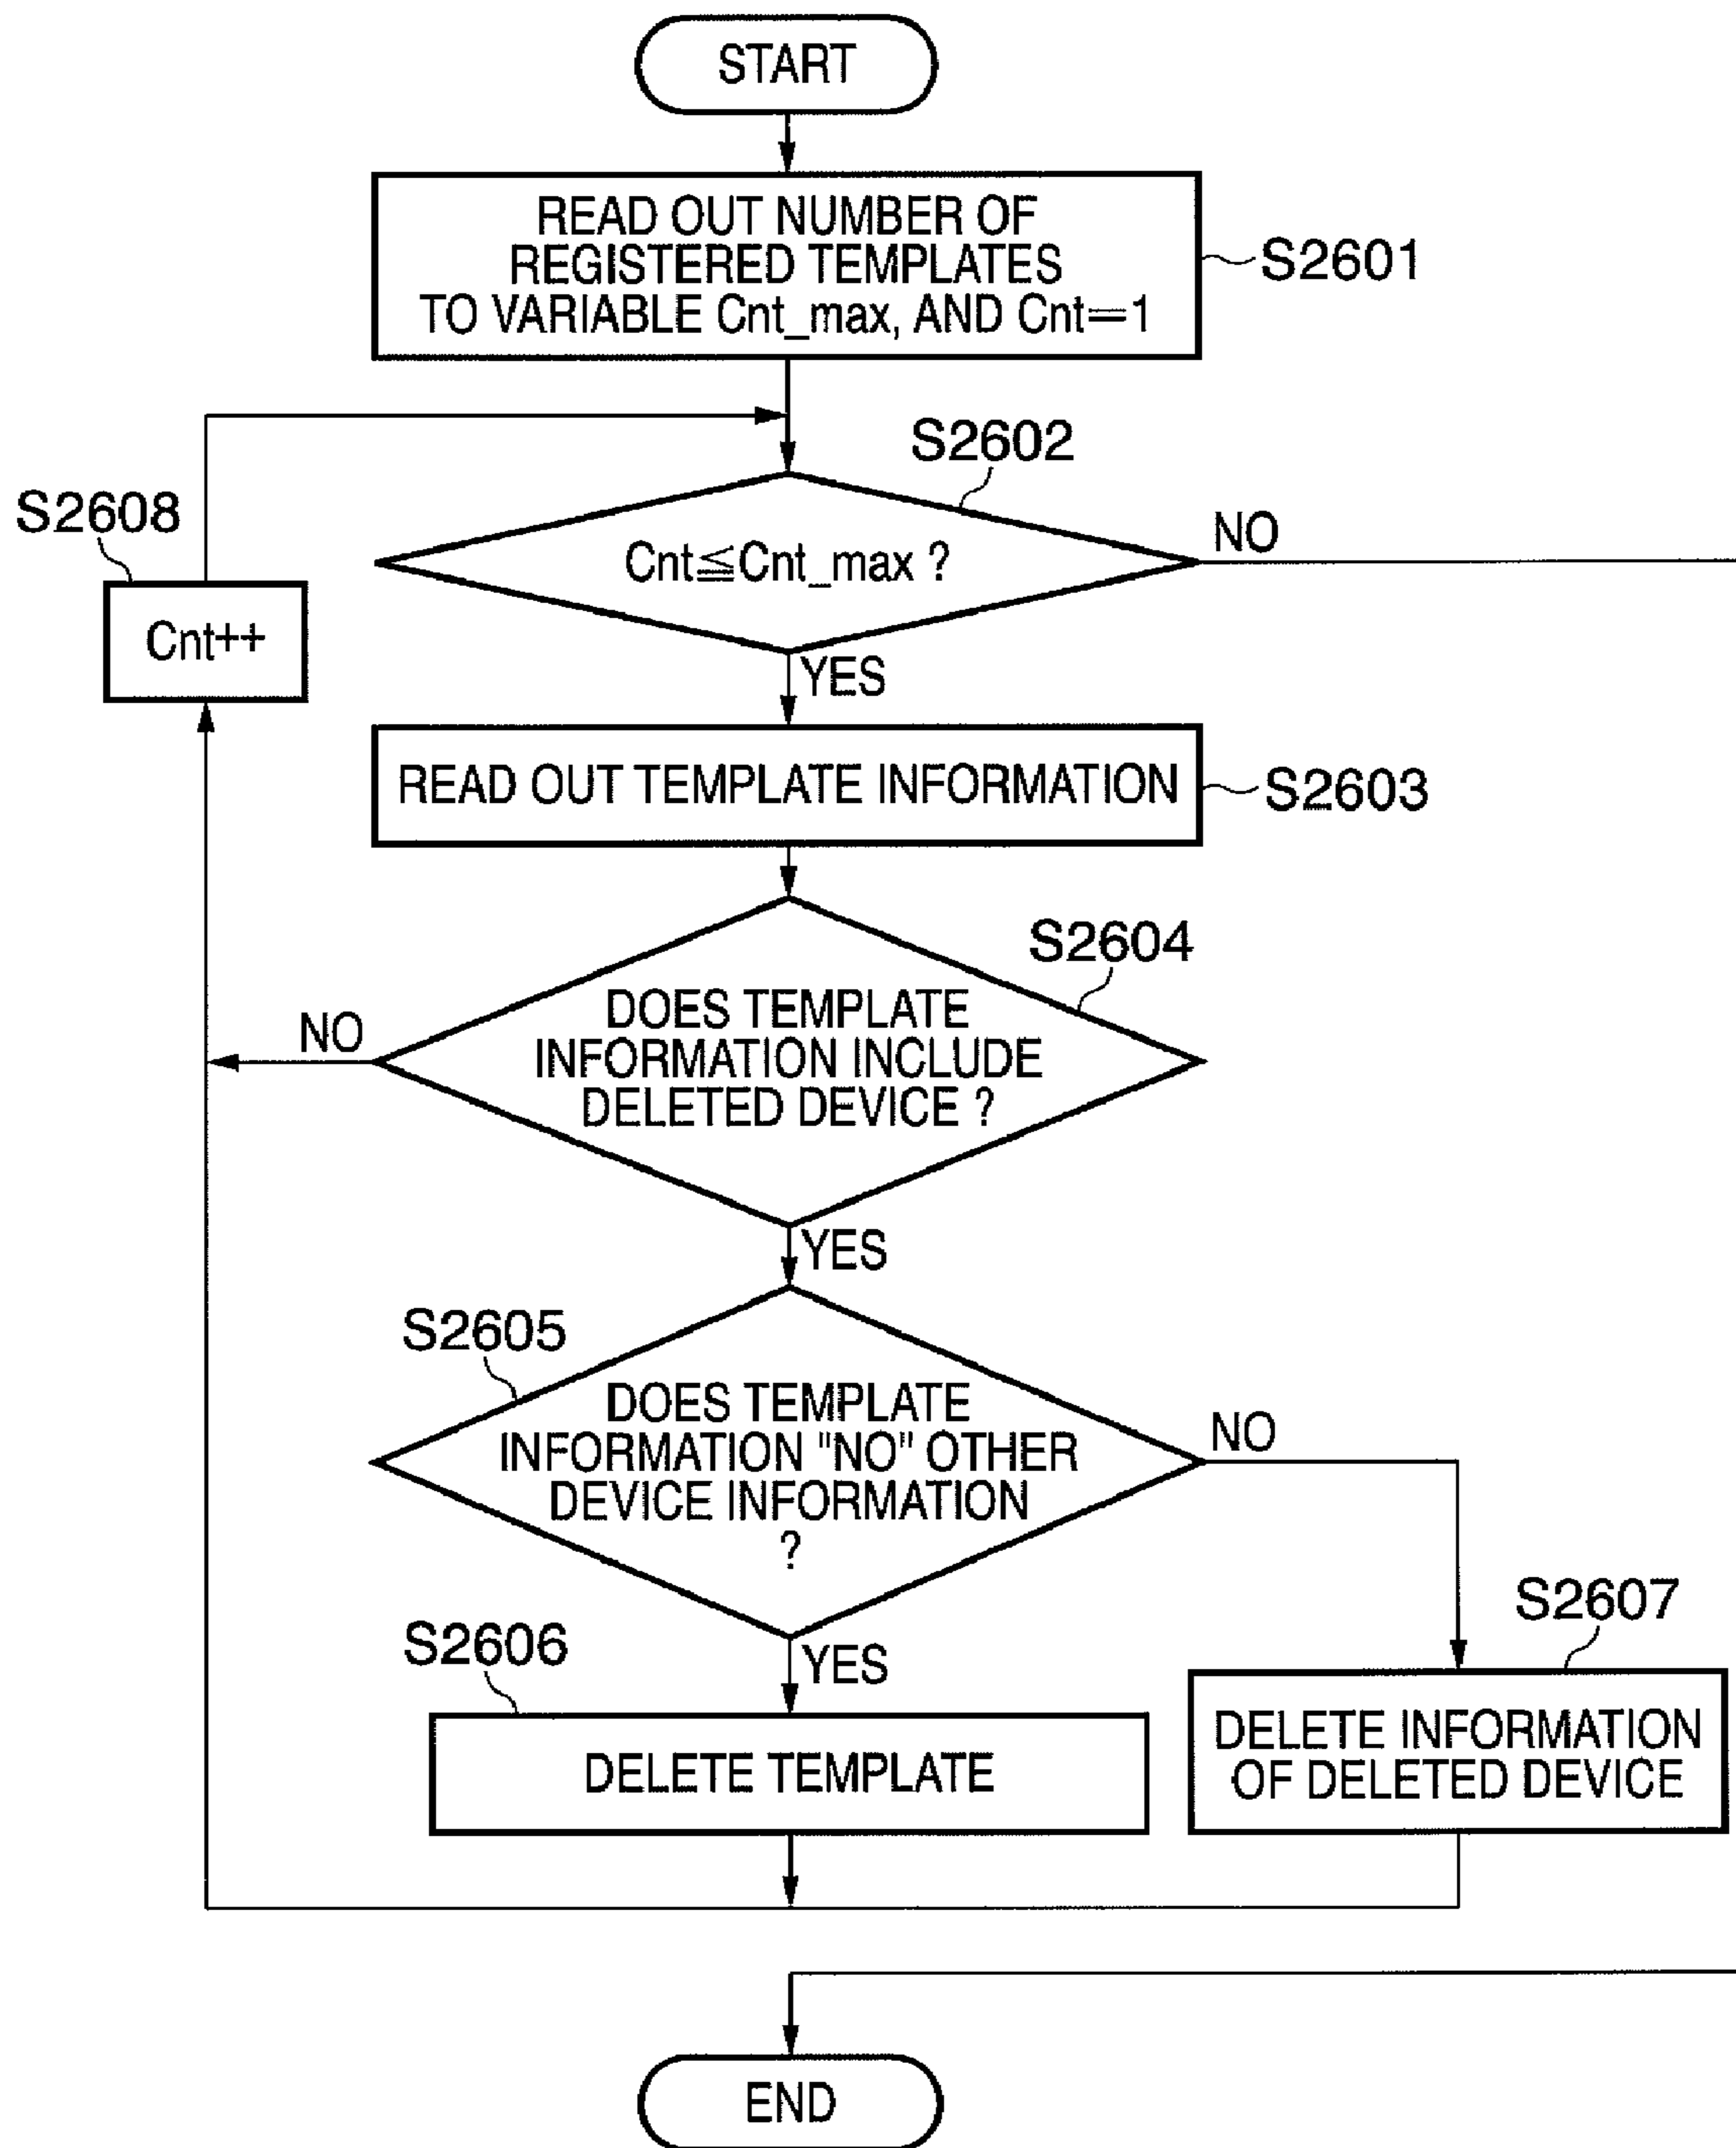 START
READ OUT NUMBER OF
REGISTERED TEMPLATES
TO VARIABLE Cnt_max, AND Cnt=1
S2601
S2602
Cnt≦Cnt_max ?
NO
S2608
Cnt++
YES
READ OUT TEMPLATE INFORMATION
S2603
S2604
DOES TEMPLATE
INFORMATION INCLUDE
DELETED DEVICE ?
NO
YES
S2605
DOES TEMPLATE
INFORMATION "NO" OTHER
DEVICE INFORMATION
?
NO
YES
S2606
DELETE TEMPLATE
S2607
DELETE INFORMATION
OF DELETED DEVICE
END